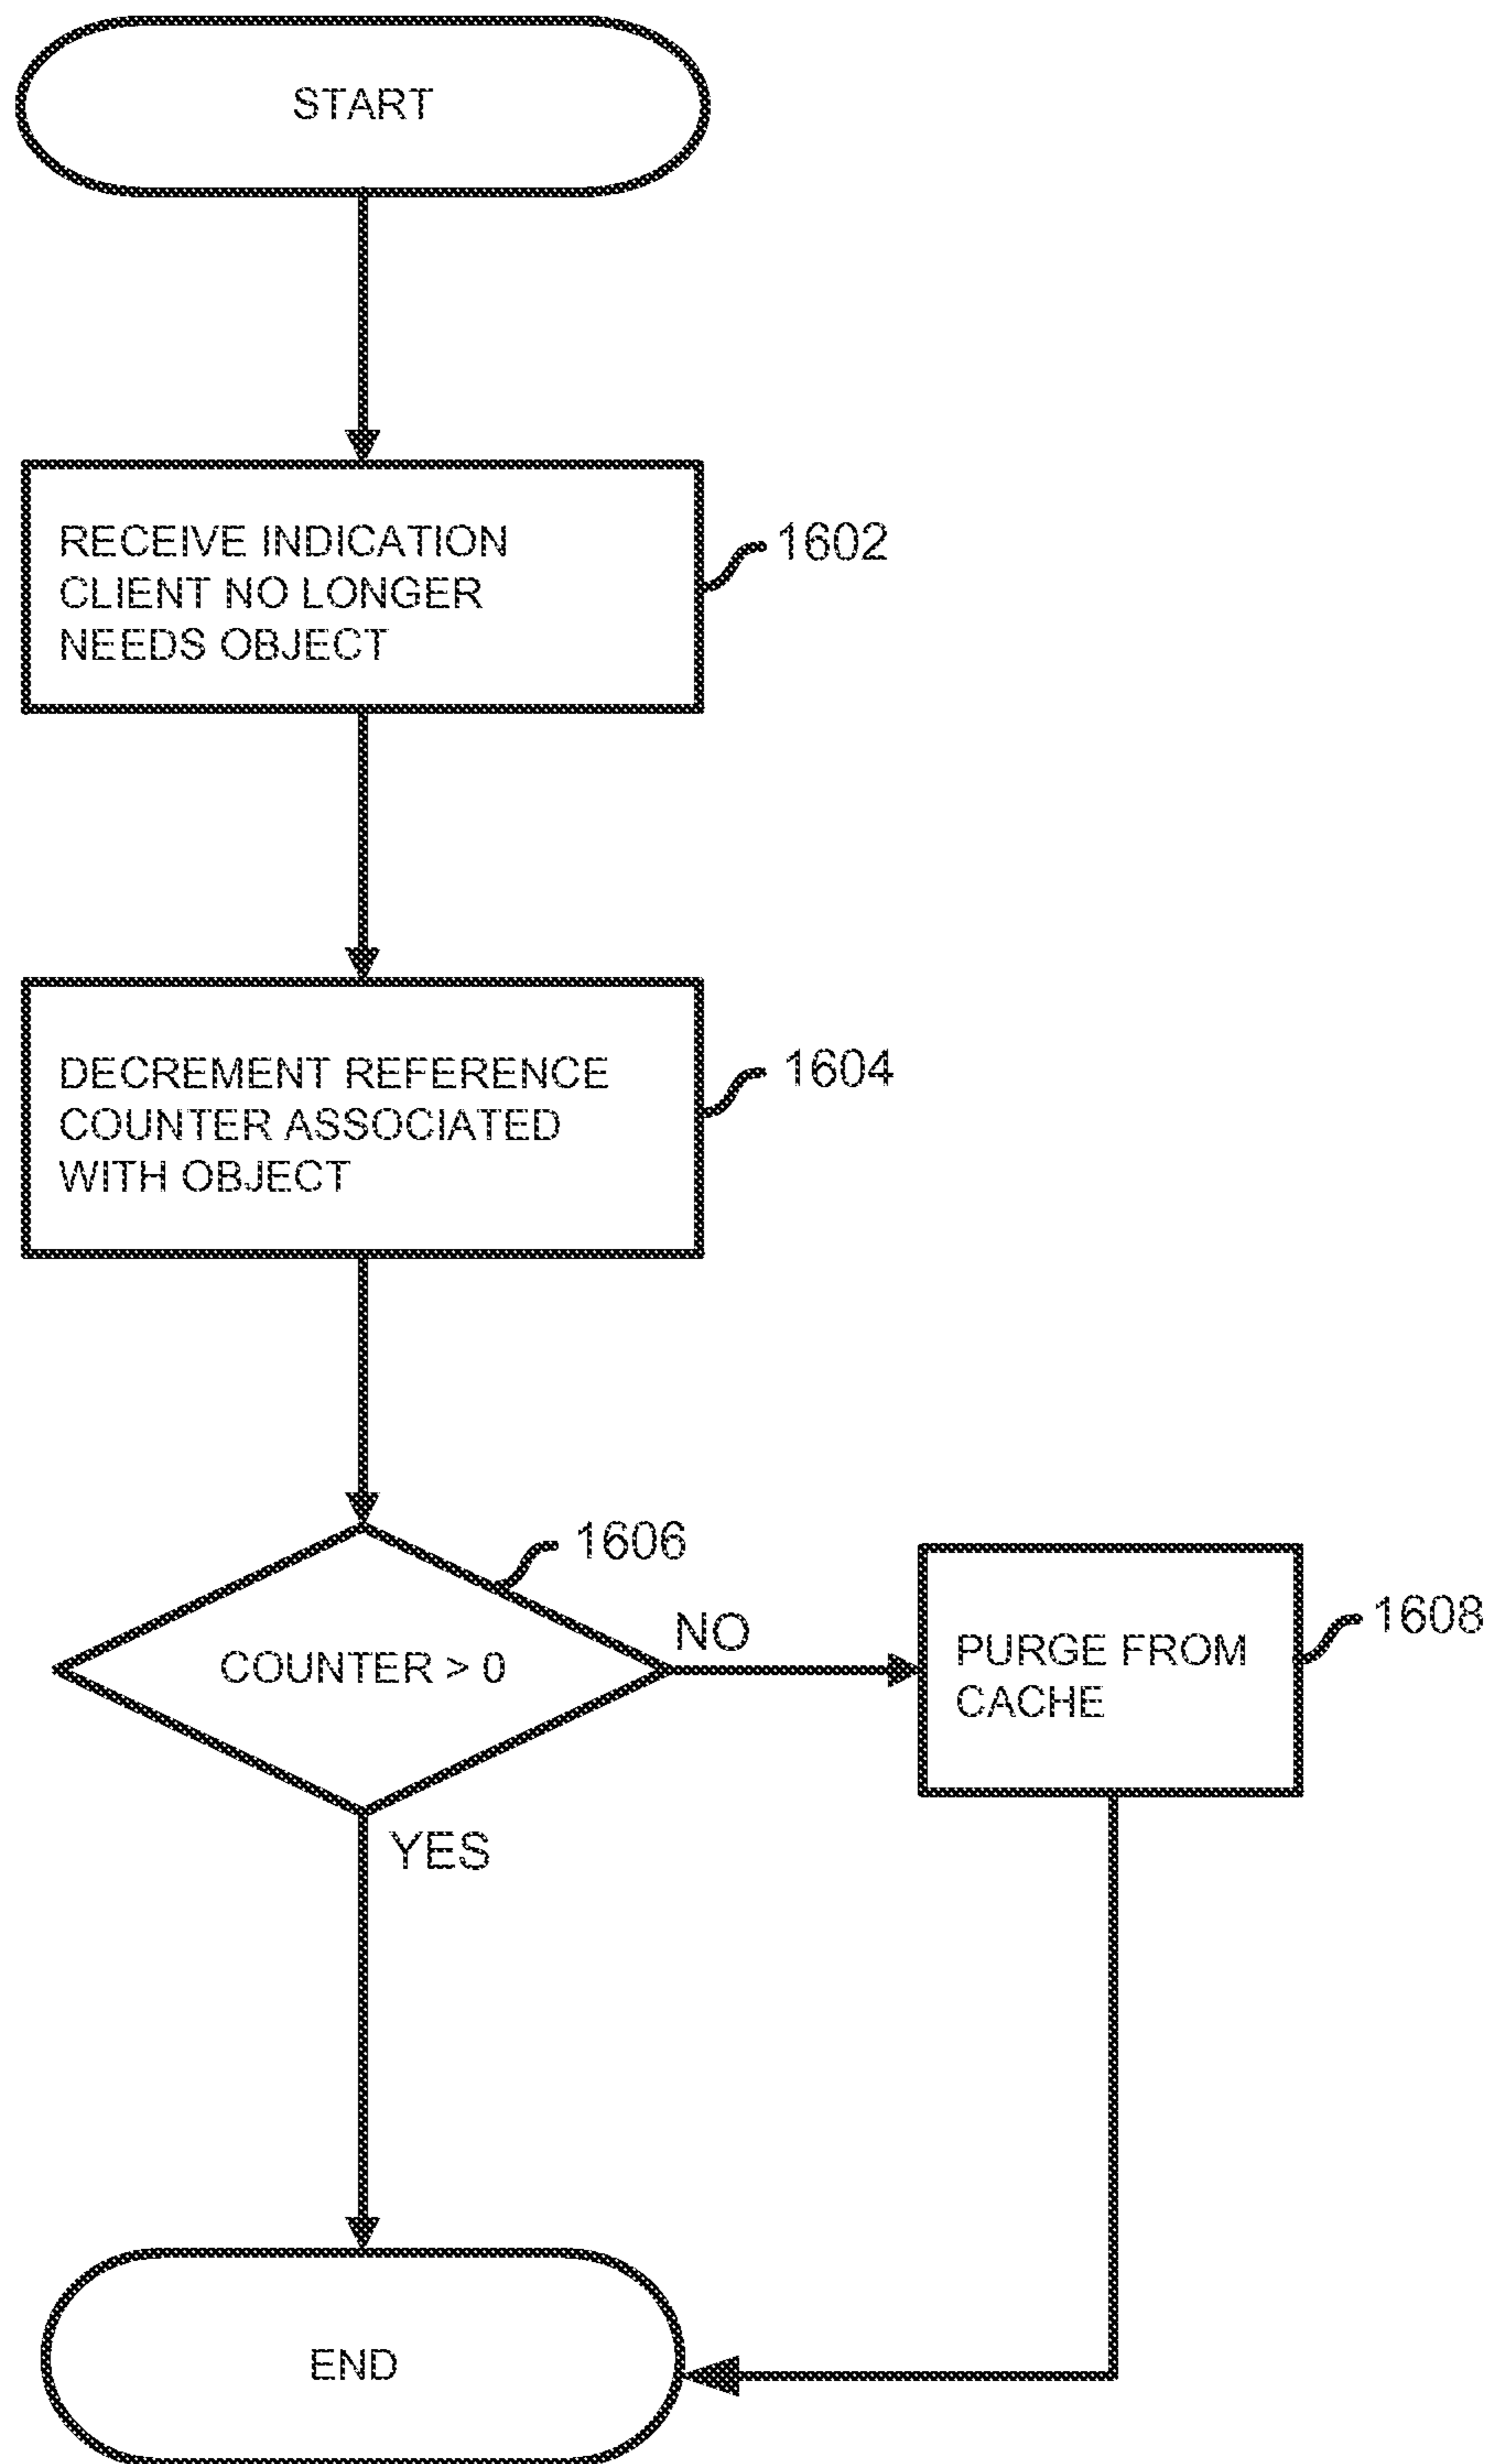 START
RECEIVE INDICATION
CLIENT NO LONGER
NEEDS OBJECT
1602
DECREMENT REFERENCE
COUNTER ASSOCIATED
WITH OBJECT
1604
1606
COUNTER > 0
NO
PURGE FROM
CACHE
1608
YES
END